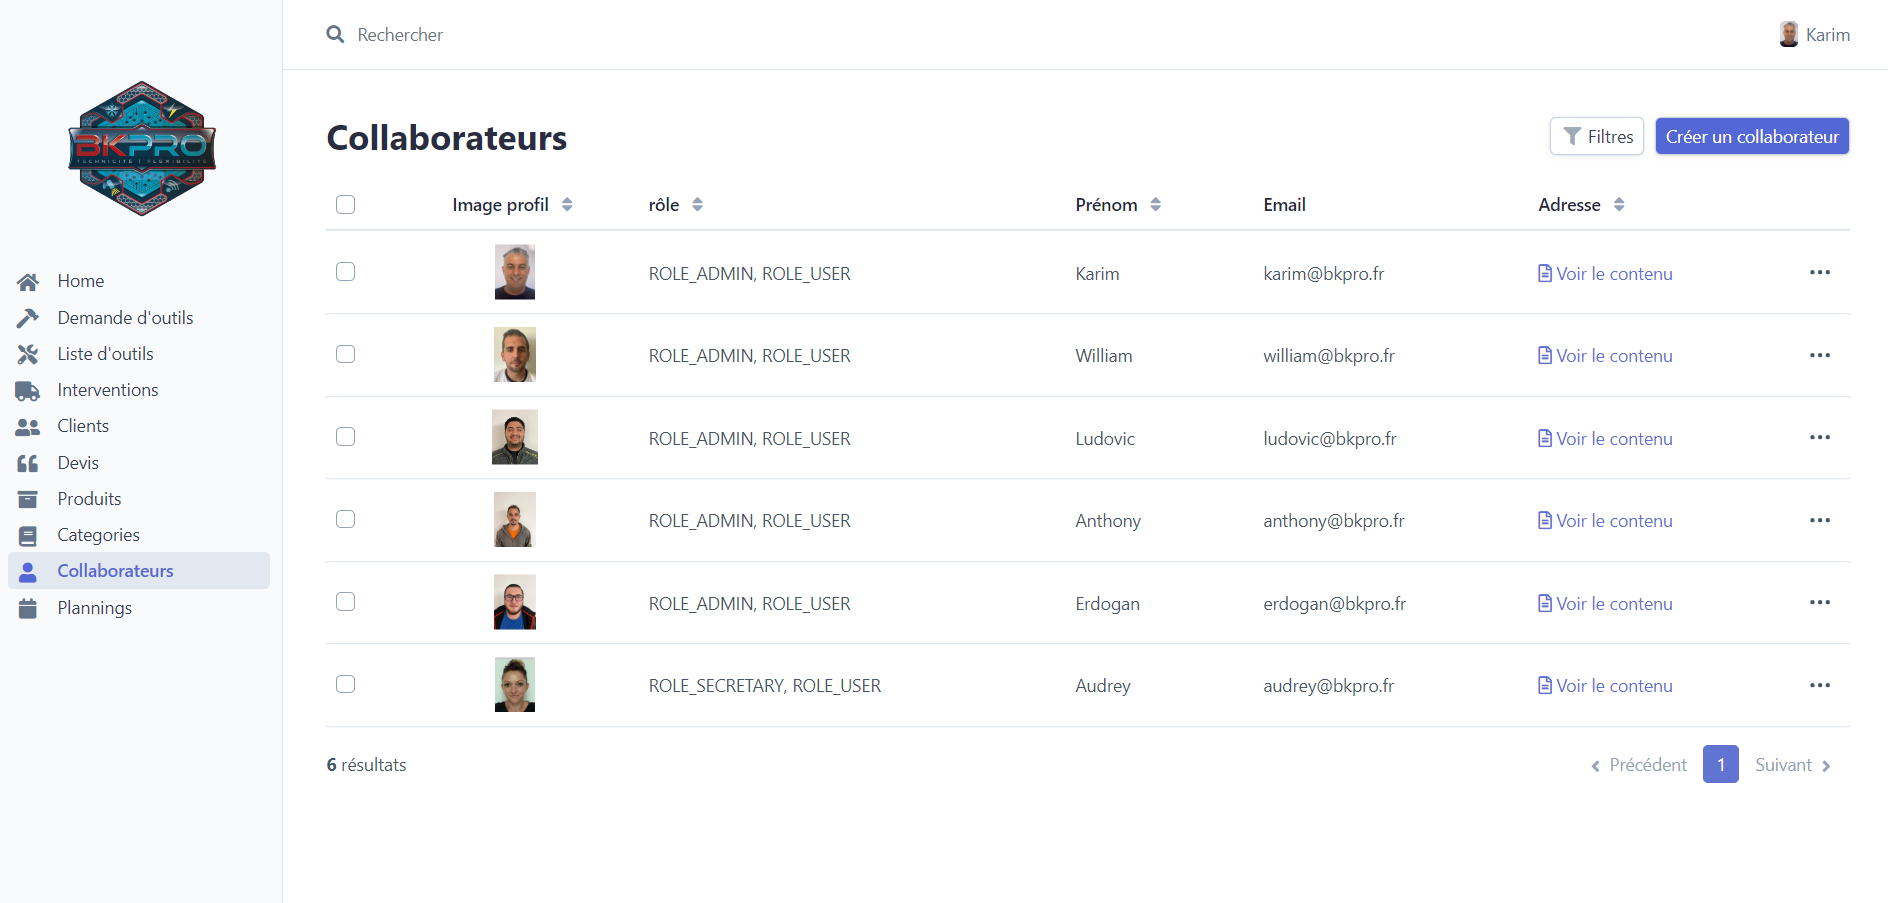 Rechercher
Karim
BKPRO
TECHNICITÉ | FLEXIBILITÉ
Home
Demande d'outils
Liste d'outils
Interventions
Clients
Devis
Produits
Categories
Collaborateurs
Plannings
Collaborateurs
Filtres
Créer un collaborateur
Image profil rôle Prénom Email Adresse
ROLE_ADMIN, ROLE_USER Karim karim@bkpro.fr Voir le contenu
ROLE_ADMIN, ROLE_USER William william@bkpro.fr Voir le contenu
ROLE_ADMIN, ROLE_USER Ludovic ludovic@bkpro.fr Voir le contenu
ROLE_ADMIN, ROLE_USER Anthony anthony@bkpro.fr Voir le contenu
ROLE_ADMIN, ROLE_USER Erdogan erdogan@bkpro.fr Voir le contenu
ROLE_SECRETARY, ROLE_USER Audrey audrey@bkpro.fr Voir le contenu
6 résultats
Précédent 1 Suivant